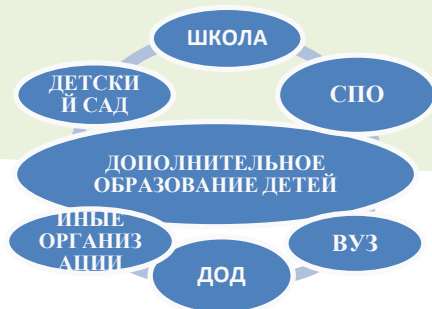 ШКОЛА
ДЕТСКИ
Й САД
СПО
ДОПОЛНИТЕЛЬНОЕ
ОБРАЗОВАНИЕ ДЕТЕЙ
ИНЫЕ
ОРГАНИЗ
АЦИИ
ВУЗ
ДОД